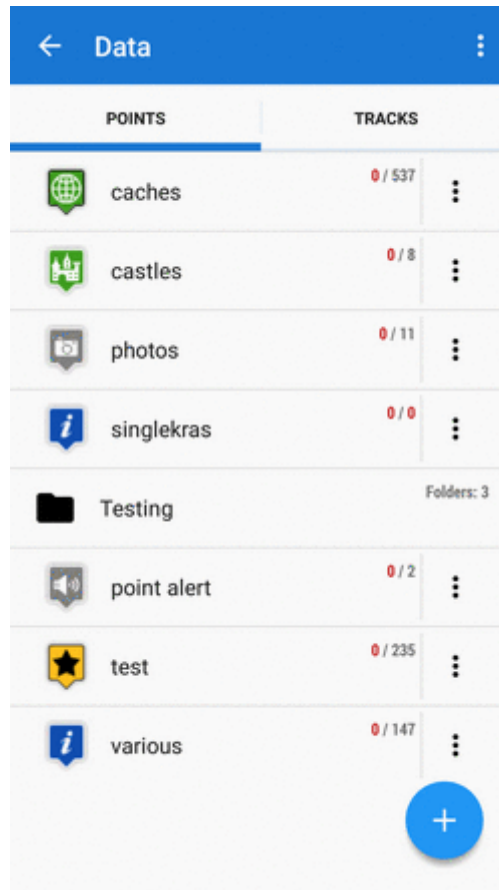 Data
POINTS TRACKS
caches 0 / 537
castles 0 / 8
photos 0 / 11
singlekras 0 / 0
Testing Folders: 3
point alert 0 / 2
test 0 / 235
various 0 / 147